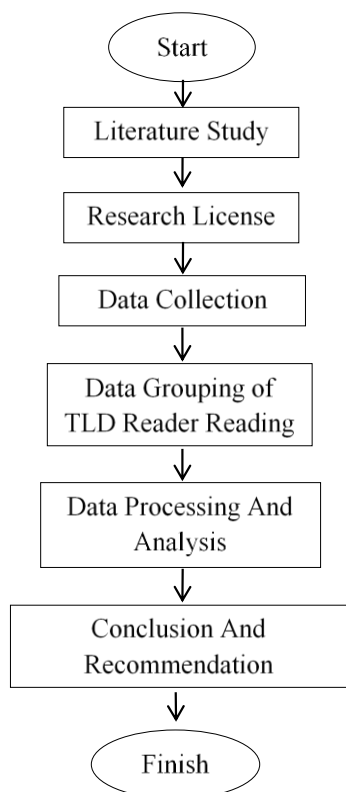 Start
Literature Study
Research License
Data Collection
Data Grouping of
TLD Reader Reading
Data Processing And
Analysis
Conclusion And
Recommendation
Finish